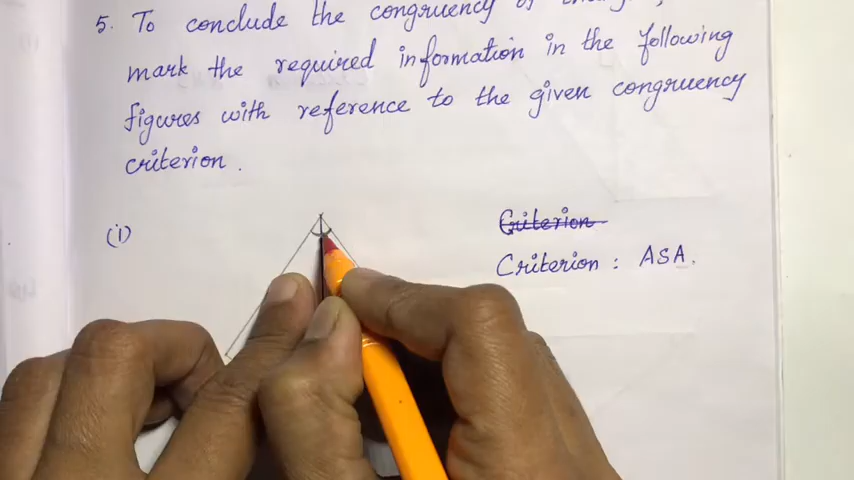 5. To conclude the congruency of
mark the required information in the following
figures with reference to the given congruency
criterion.
(i)
Criterion
Criterion : ASA.